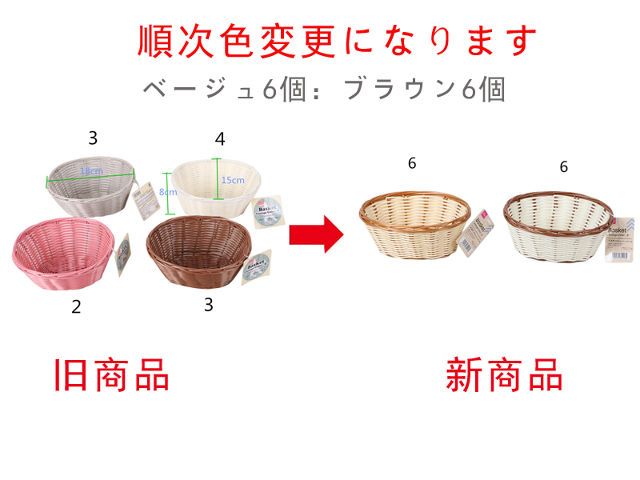 順次色変更になります
ベージュ6個：ブラウン6個
3
4
18cm
15cm
8cm
2
3
6
6
Basket
Basket
Basket
旧商品
新商品